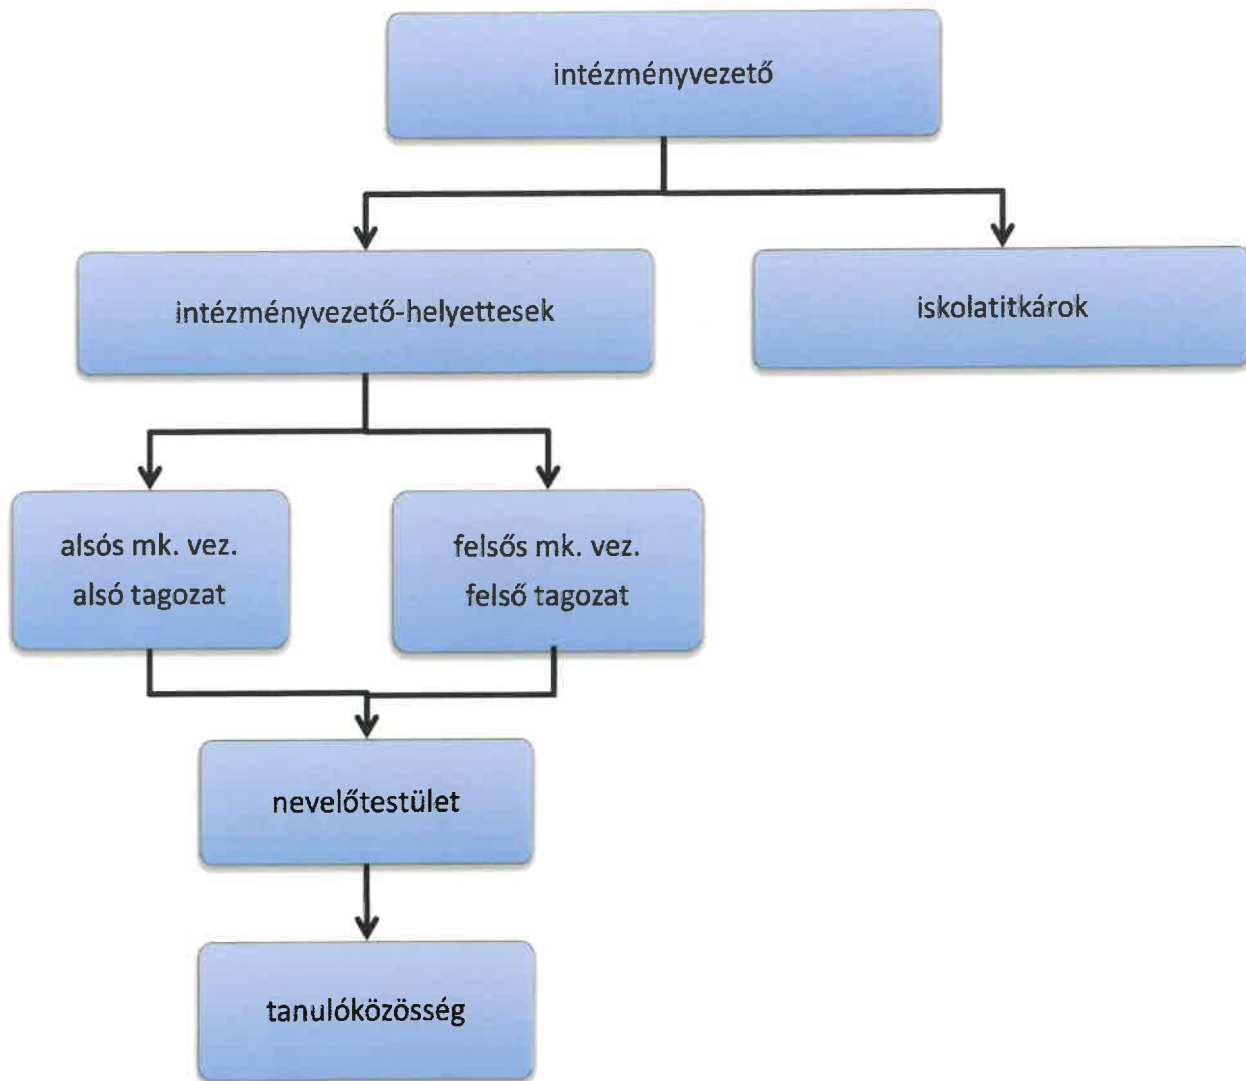 intézményvezető
intézményvezető-helyettesek
iskolatitkárok
alsós mk. vez.
alsó tagozat
felsős mk. vez.
felső tagozat
nevelőtestület
tanulóközösség